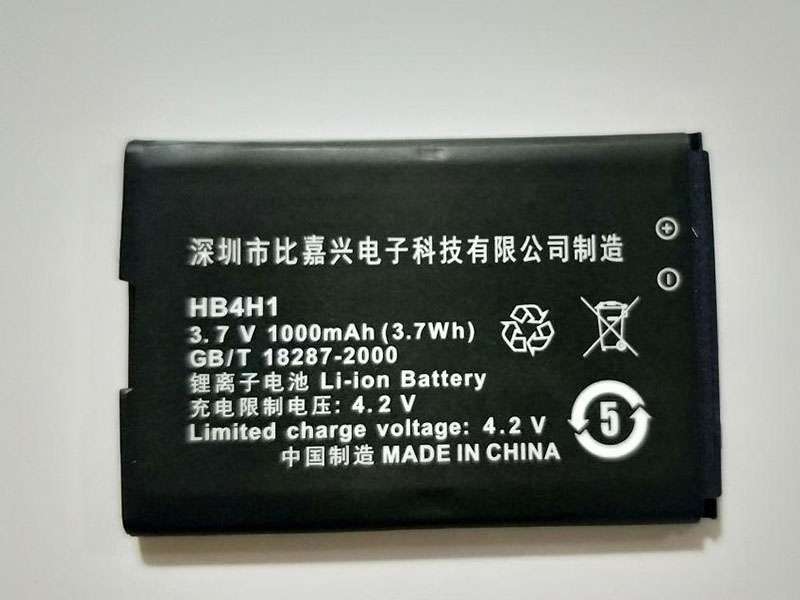 深圳市比嘉兴电子科技有限公司制造
HB4H1
3.7 V 1000mAh (3.7Wh)
GB/T 18287-2000
锂离子电池 Li-ion Battery
充电限制电压: 4.2 V
Limited charge voltage: 4.2 V
中国制造 MADE IN CHINA
+
-
5